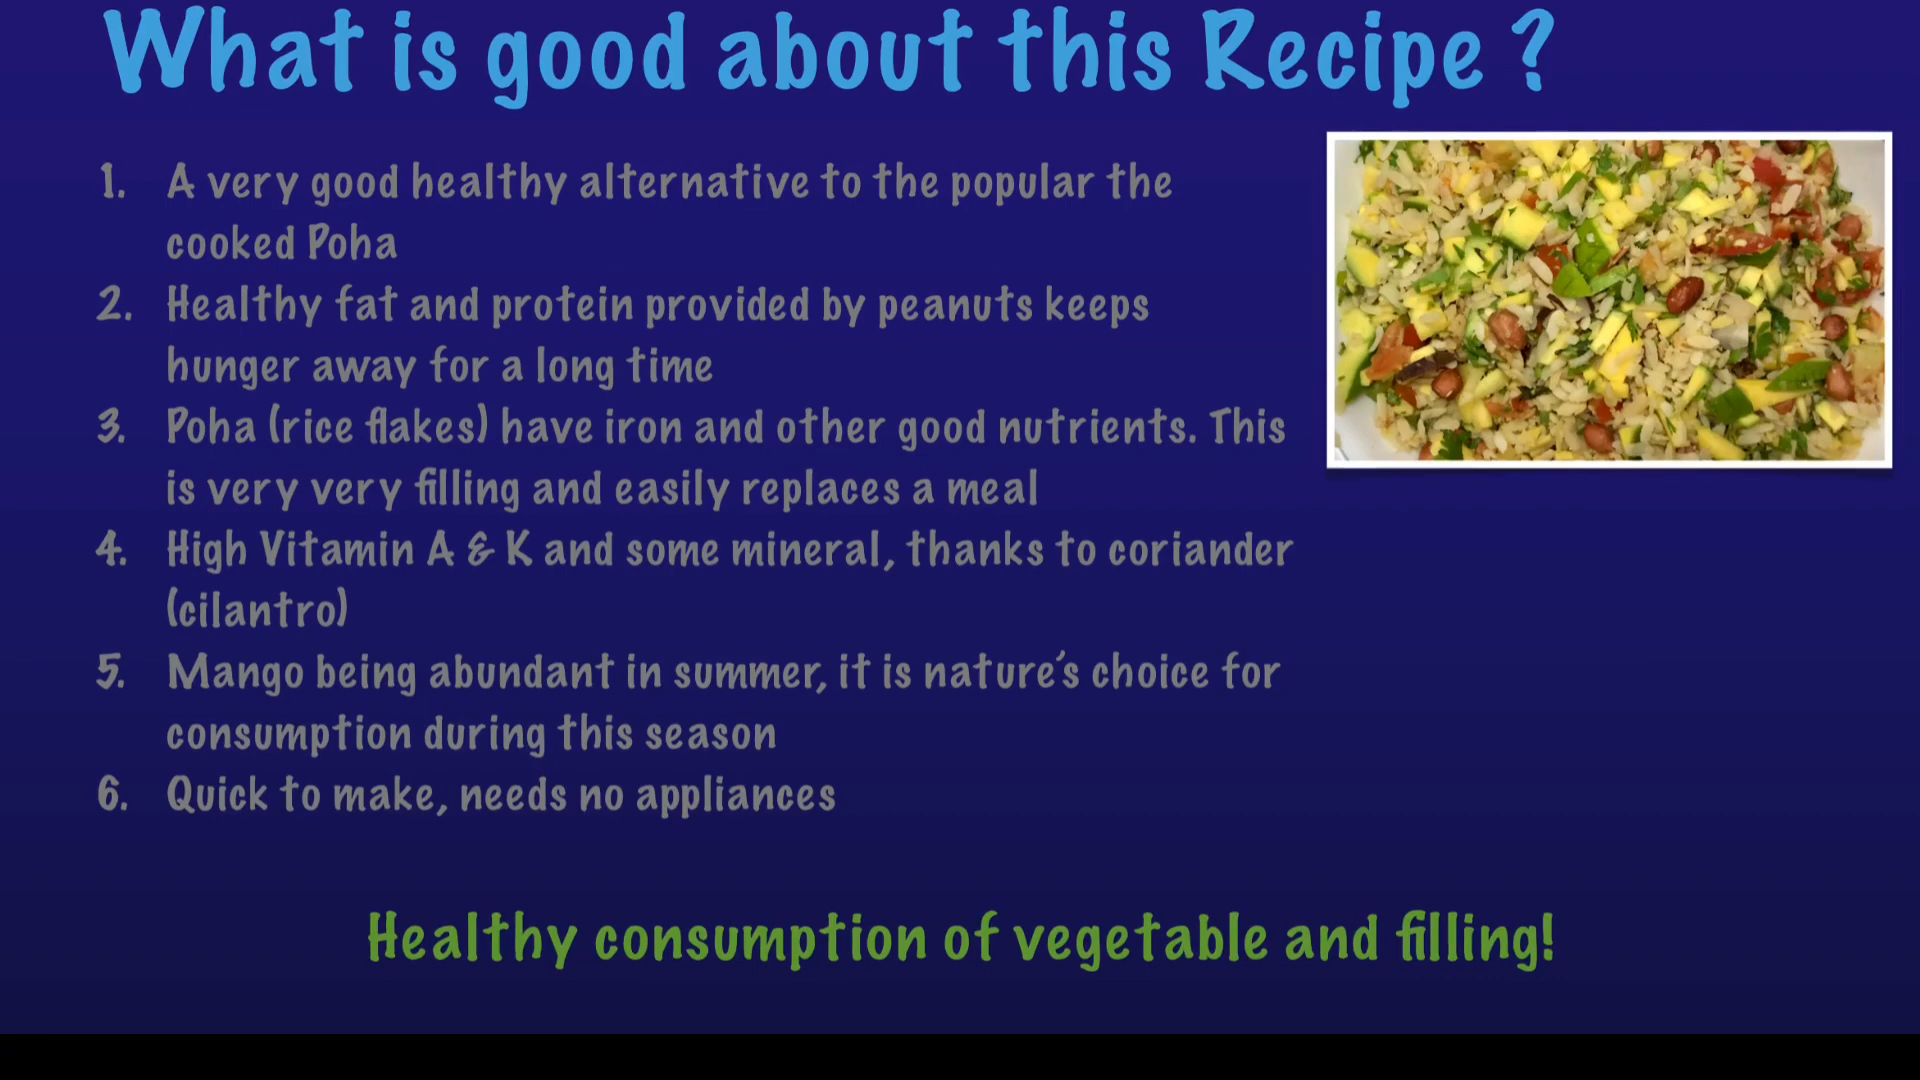 What is good about this Recipe ?
1. A very good healthy alternative to the popular the
cooked Poha
2. Healthy fat and protein provided by peanuts keeps
hunger away for a long time
3. Poha (rice flakes) have iron and other good nutrients. This
is very very filling and easily replaces a meal
4. High Vitamin A & K and some mineral, thanks to coriander
(cilantro)
5. Mango being abundant in summer, it is nature's choice for
consumption during this season
6. Quick to make, needs no appliances
Healthy consumption of vegetable and filling!